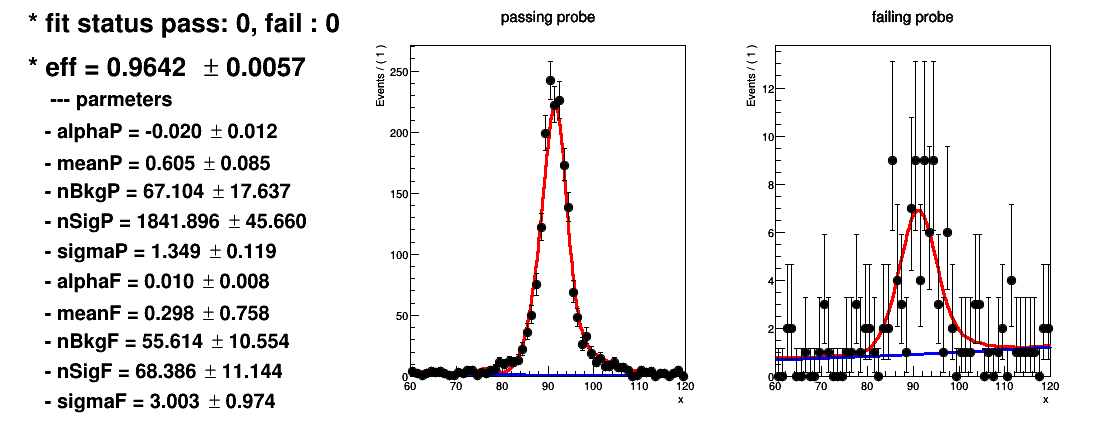 * fit status pass: 0, fail : 0
* eff = 0.9642 ± 0.0057
--- parmeters
- alphaP = -0.020 ± 0.012
- meanP = 0.605 ± 0.085
- nBkgP = 67.104 ± 17.637
- nSigP = 1841.896 ± 45.660
- sigmaP = 1.349 ± 0.119
- alphaF = 0.010 ± 0.008
- meanF = 0.298 ± 0.758
- nBkgF = 55.614 ± 10.554
- nSigF = 68.386 ± 11.144
- sigmaF = 3.003 ± 0.974
passing probe
Events / ( 1 )
250
200
150
100
50
0
60 70 80 90 100 110 120
x
failing probe
Events / ( 1 )
12
10
8
6
4
2
0
60 70 80 90 100 110 120
x